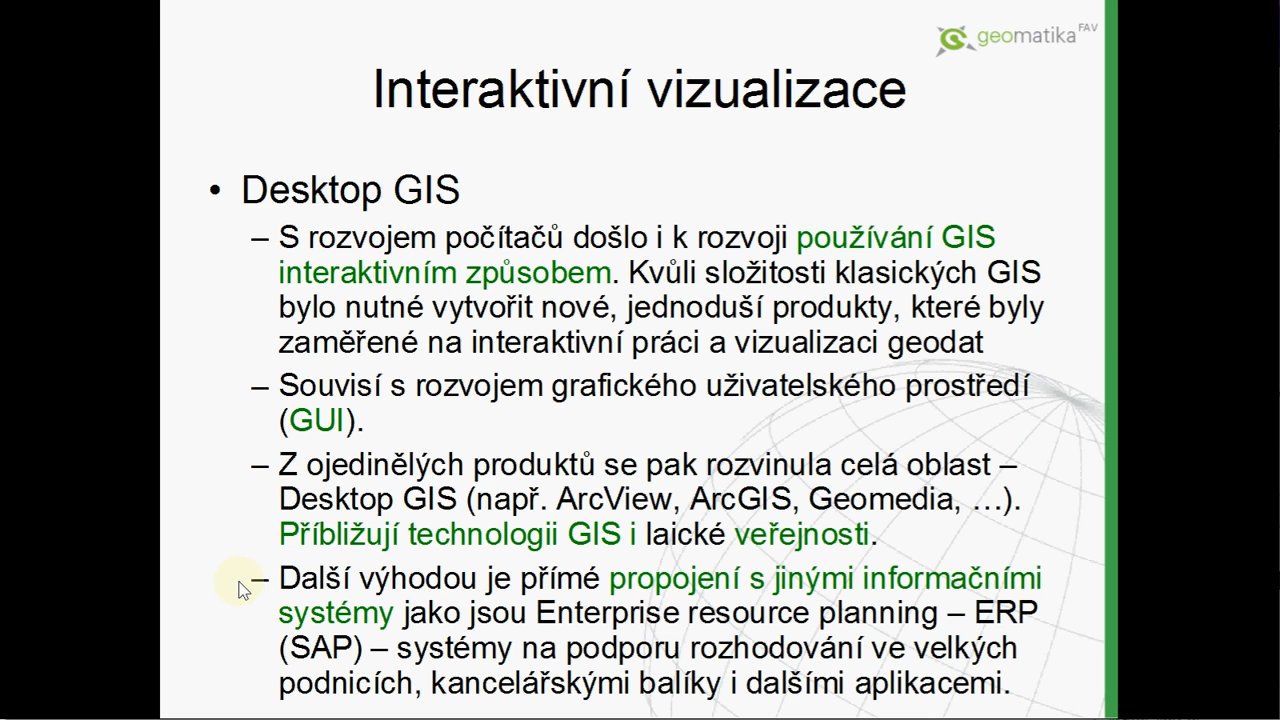 geomatika FAV
Interaktivní vizualizace
• Desktop GIS
– S rozvojem počítačů došlo i k rozvoji používání GIS
interaktivním způsobem. Kvůli složitosti klasických GIS
bylo nutné vytvořit nové, jednoduší produkty, které byly
zaměřené na interaktivní práci a vizualizaci geodat
– Souvisí s rozvojem grafického uživatelského prostředí
(GUI).
– Z ojedinělých produktů se pak rozvinula celá oblast –
Desktop GIS (např. ArcView, ArcGIS, Geomedia, …).
Příbližují technologii GIS i laické veřejnosti.
– Další výhodou je přímé propojení s jinými informačními
systémy jako jsou Enterprise resource planning – ERP
(SAP) – systémy na podporu rozhodování ve velkých
podnicích, kancelářskými balíky i dalšími aplikacemi.